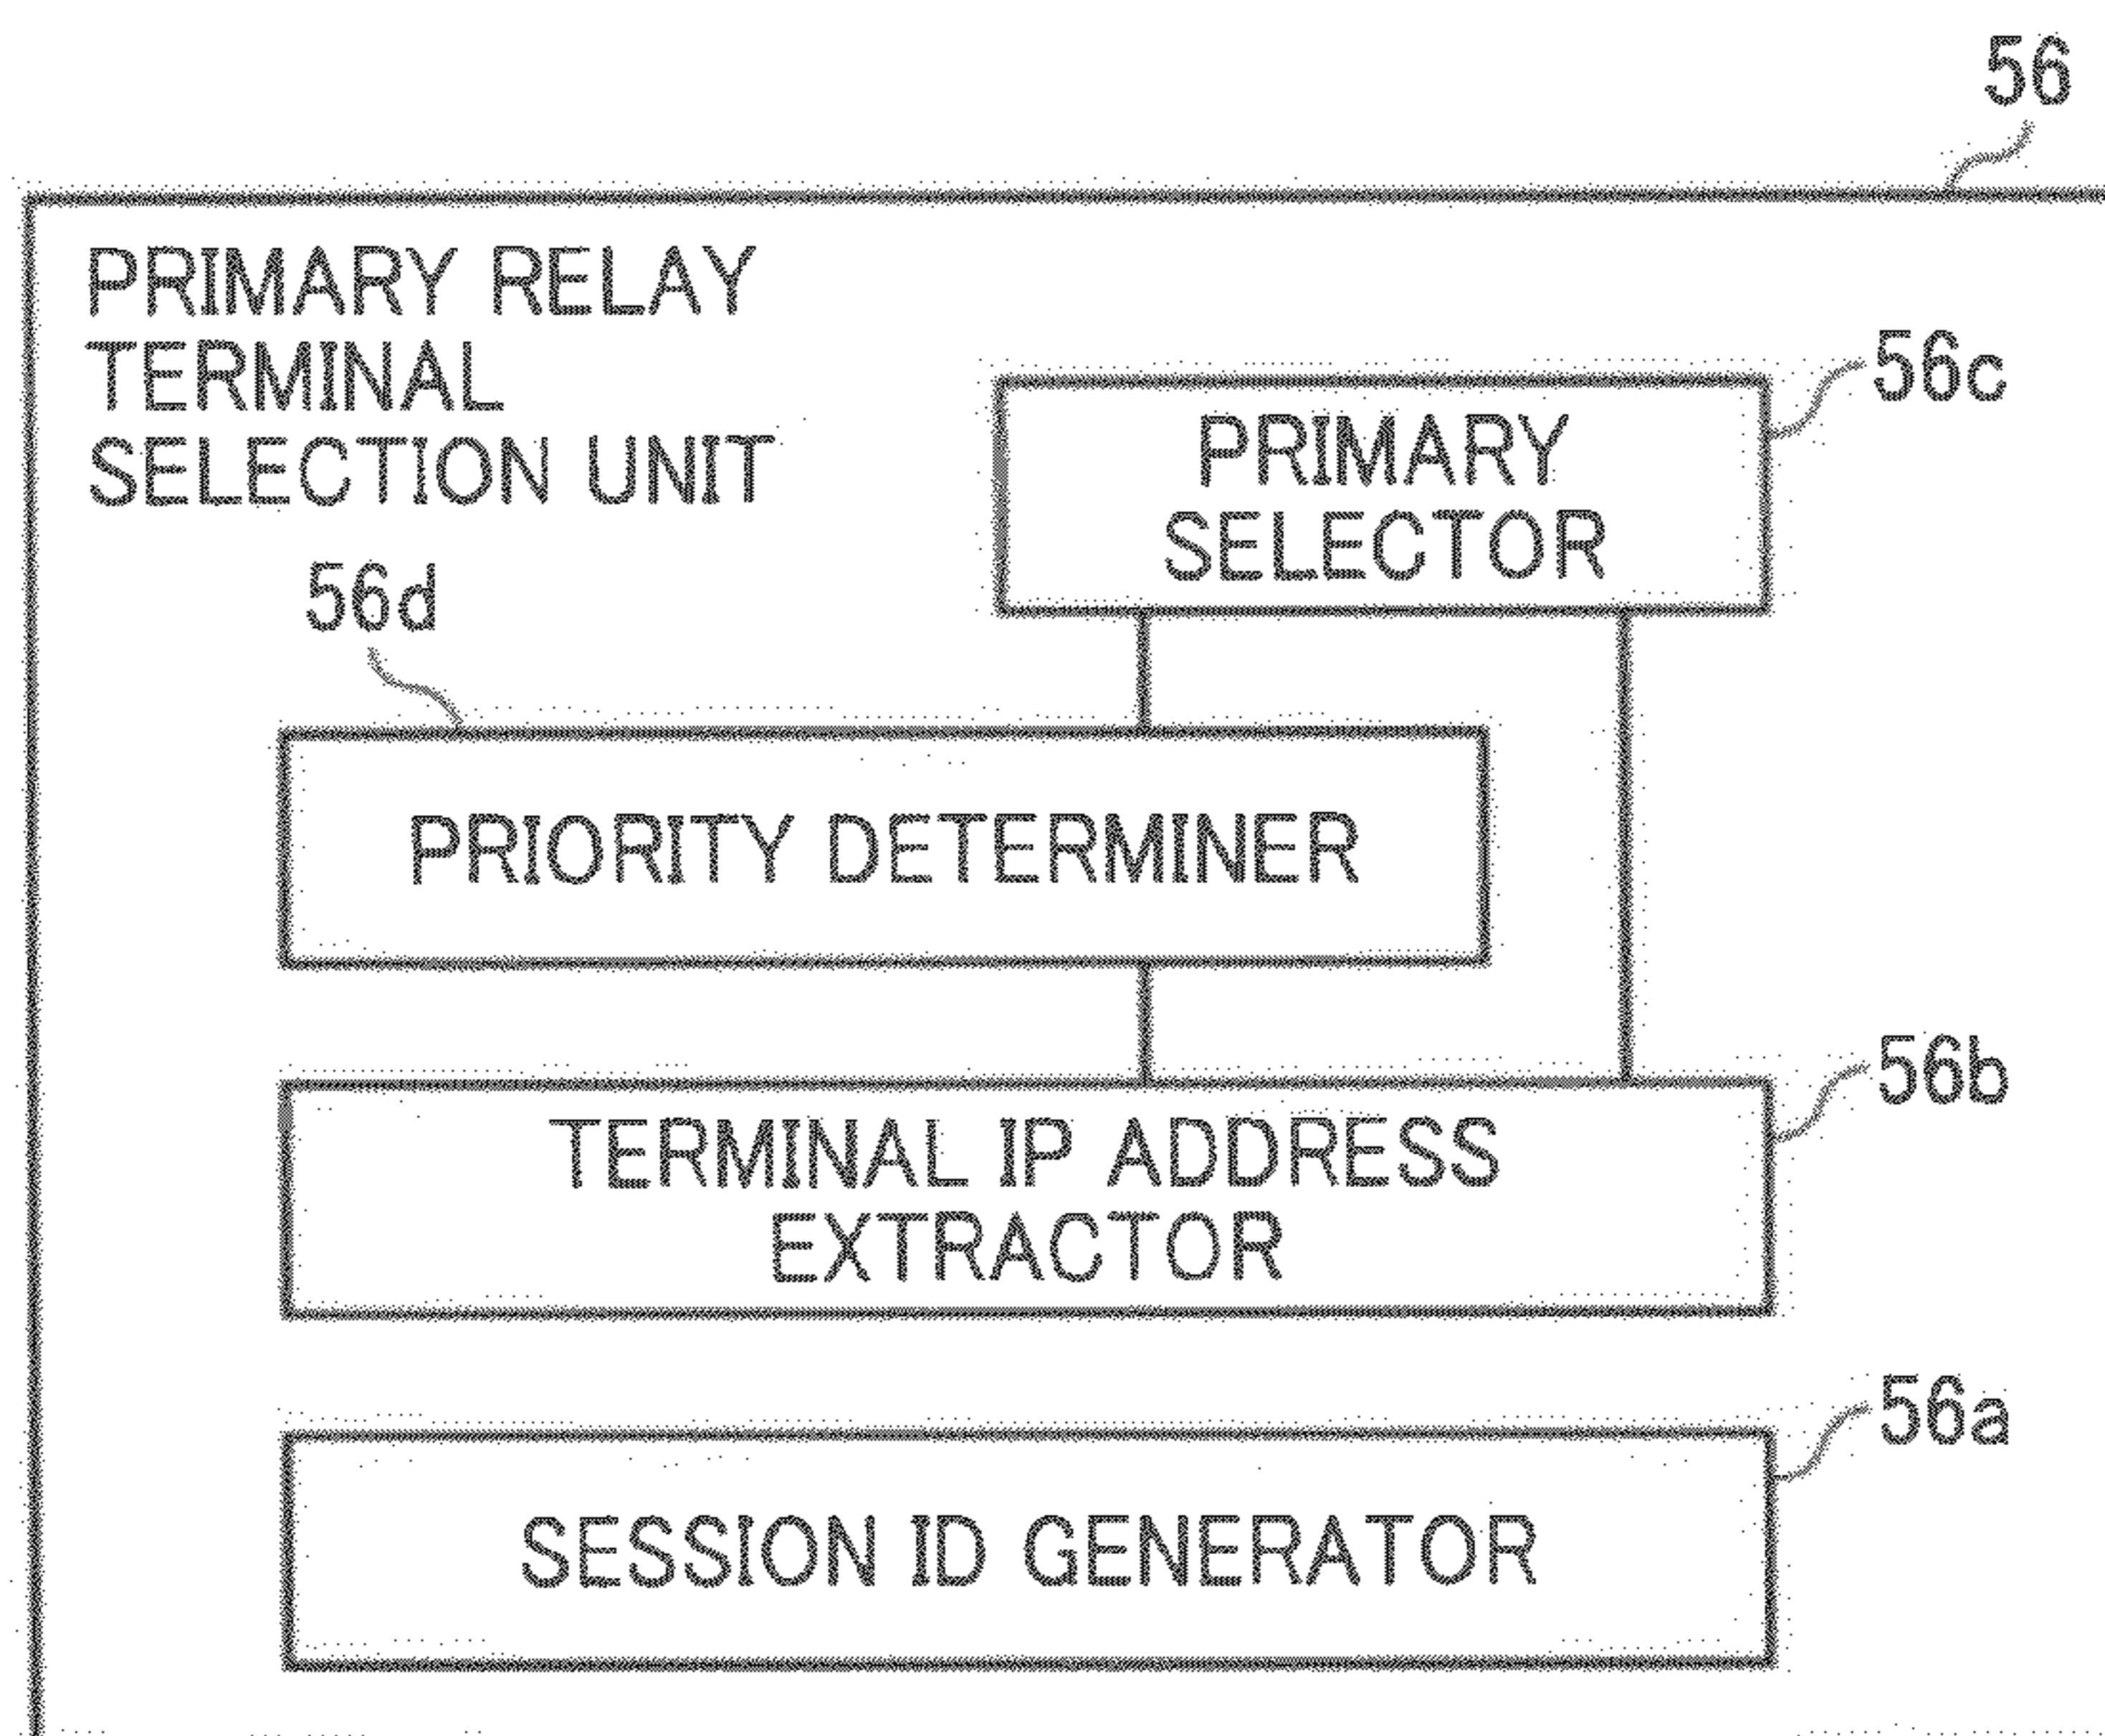 56
PRIMARY RELAY
TERMINAL
SELECTION UNIT
56c
PRIMARY
SELECTOR
56d
PRIORITY DETERMINER
56b
TERMINAL IP ADDRESS
EXTRACTOR
56a
SESSION ID GENERATOR